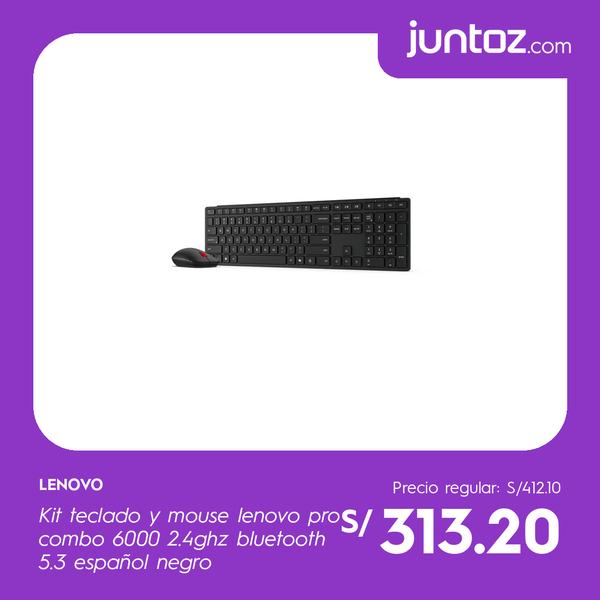 juntoz.com
LENOVO
Kit teclado y mouse lenovo pro
combo 6000 2.4ghz bluetooth
5.3 español negro
Precio regular: S/412.10
S/ 313.20